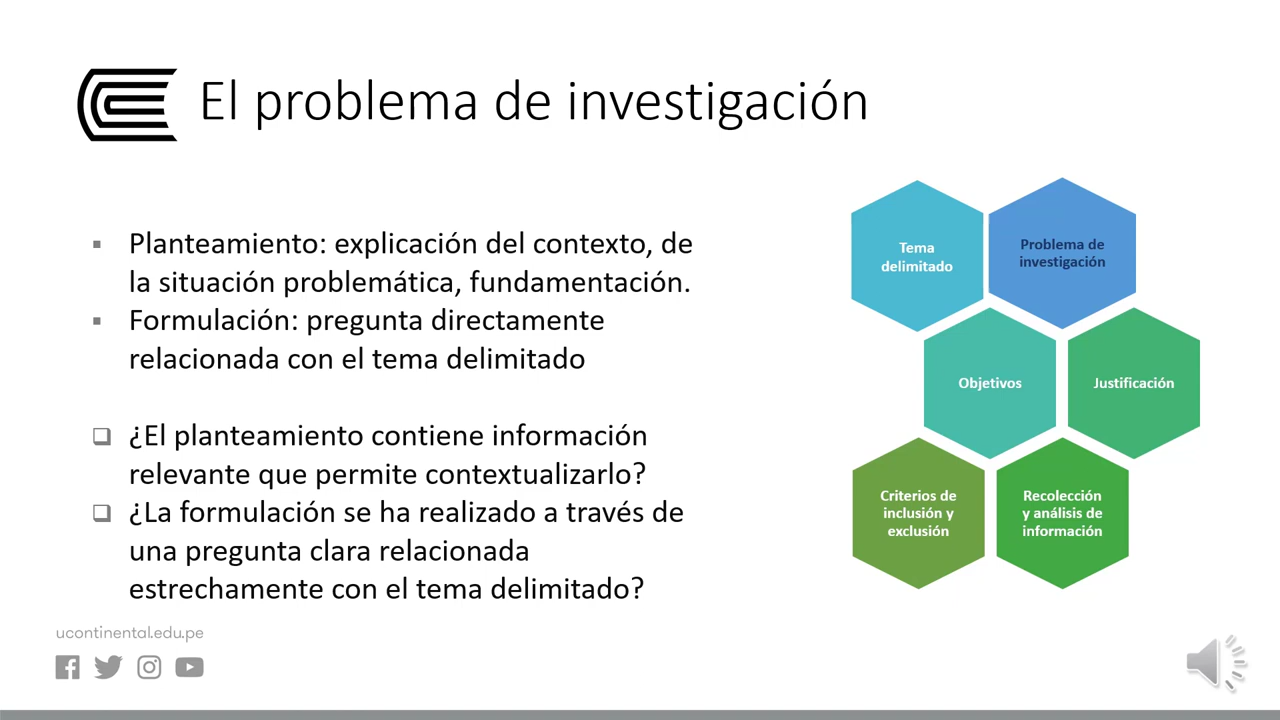 El problema de investigación
Planteamiento: explicación del contexto, de
la situación problemática, fundamentación.
Formulación: pregunta directamente
relacionada con el tema delimitado
¿El planteamiento contiene información
relevante que permite contextualizarlo?
¿La formulación se ha realizado a través de
una pregunta clara relacionada
estrechamente con el tema delimitado?
Tema
delimitado
Problema de
investigación
Objetivos
Justificación
Criterios de
inclusión y
exclusión
Recolección
y análisis de
información
ucontinental.edu.pe